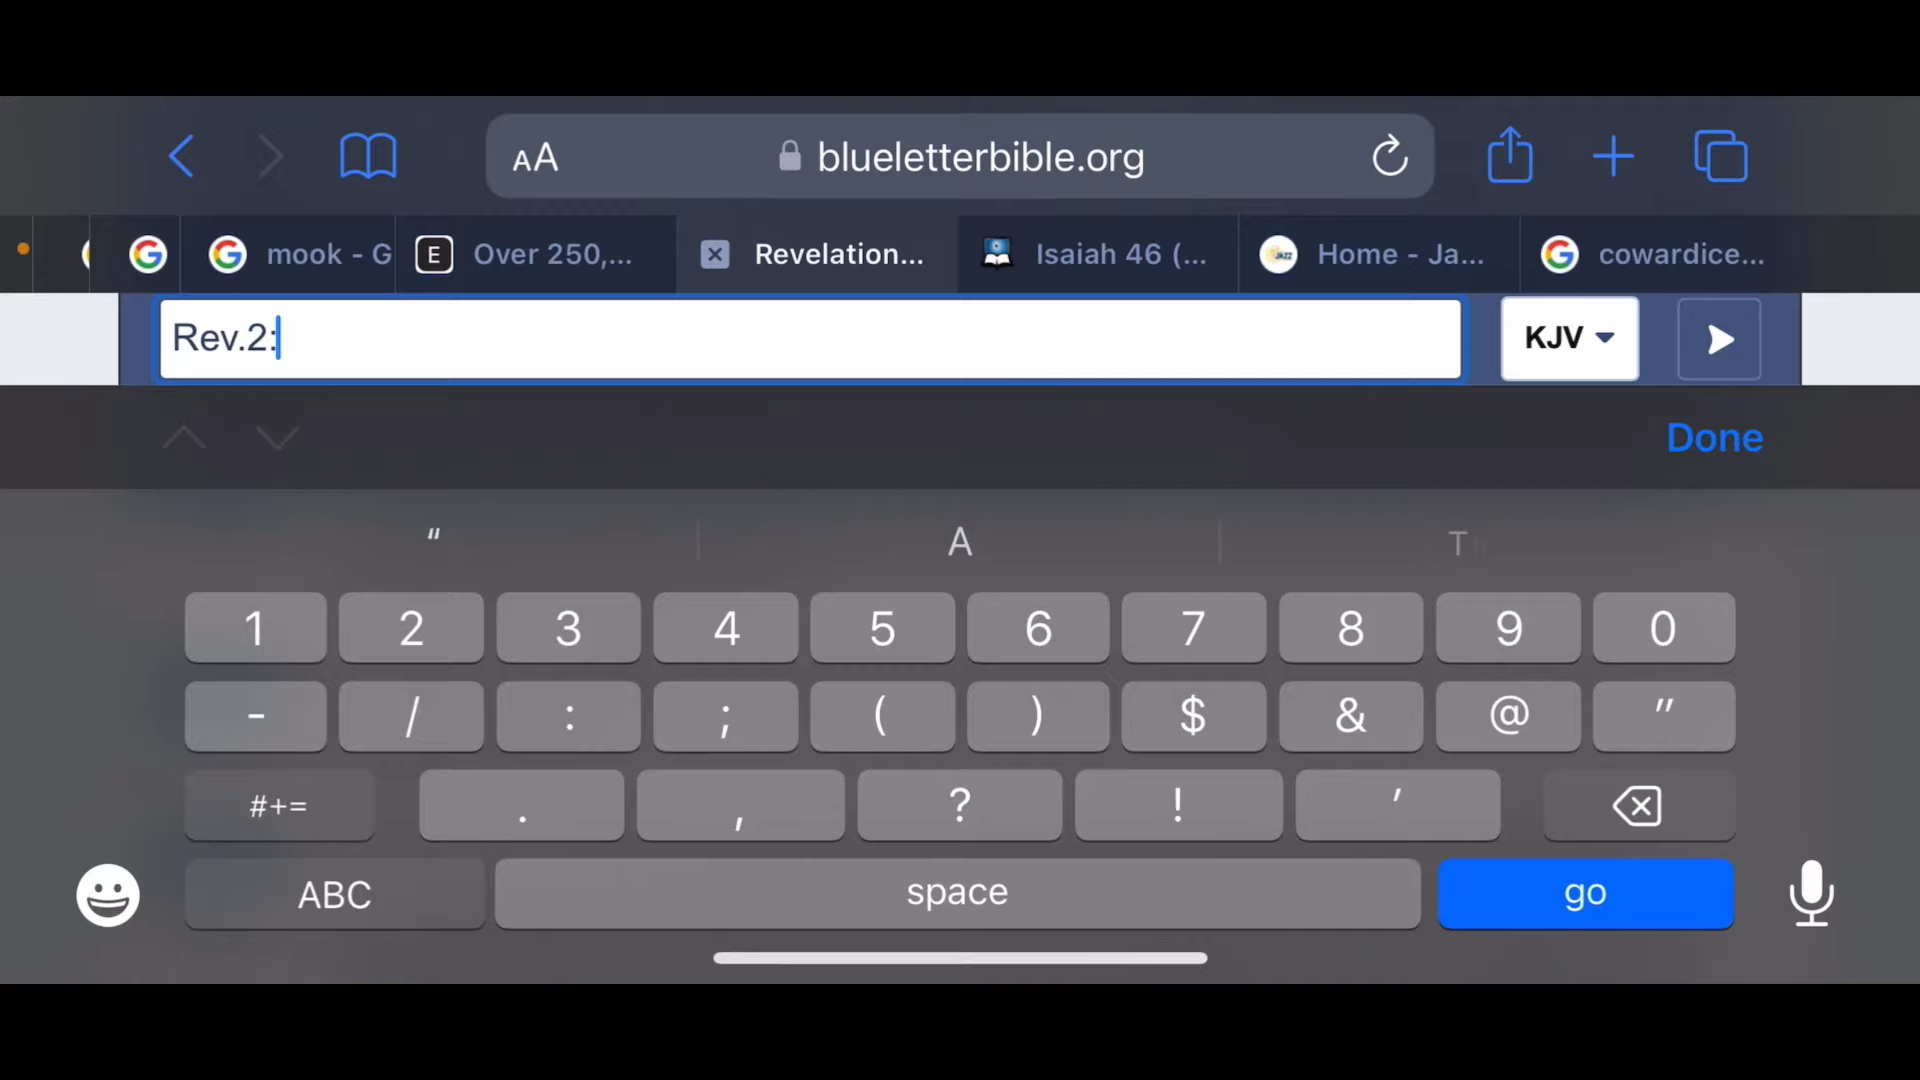 AA blueletterbible.org
mook - G
E Over 250,...
Revelation...
Isaiah 46 (...
JAZZ Home - Ja...
cowardice...
Rev.2:
KJV
Done
“ A T
1 2 3 4 5 6 7 8 9 0
- / : ; ( ) $ & @ "
#+= . , ? ! '
ABC space go